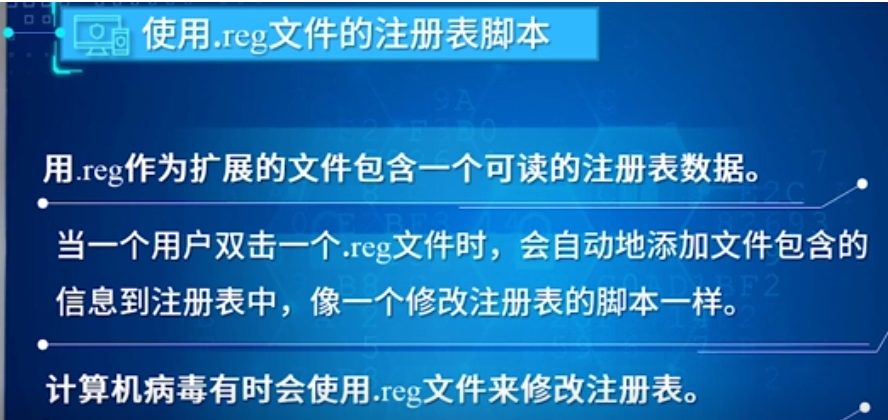 使用.reg文件的注册表脚本
用.reg作为扩展的文件包含一个可读的注册表数据。
当一个用户双击一个.reg文件时，会自动地添加文件包含的
信息到注册表中，像一个修改注册表的脚本一样。
计算机病毒有时会使用.reg文件来修改注册表。